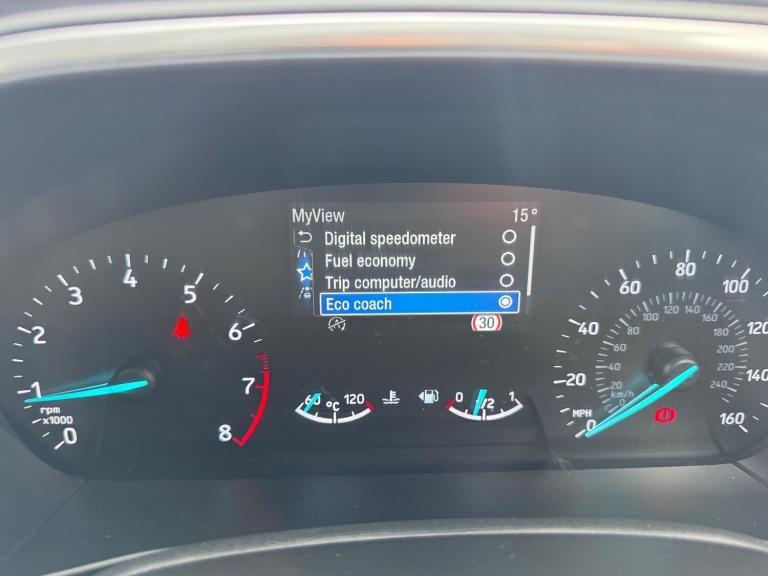 MyView 15°
Digital speedometer
Fuel economy
Trip computer/audio
Eco coach
30
0
1
2
3
4
5
6
7
8
rpm
x1000
60 °C 120
0 1/2 1
MPH
0
20
40
60
80
100
120
140
160
km/h
0
20
40
60
80
100
120
140
160
180
200
220
240